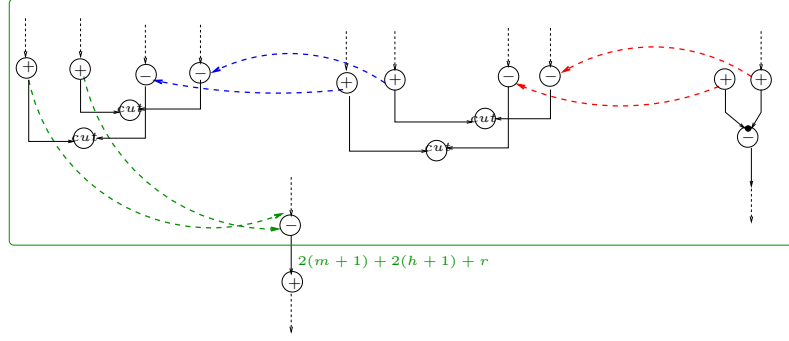 + + − −
+ + − −
+ +
cut cut cut cut −
−
2(m + 1) + 2(h + 1) + r
+